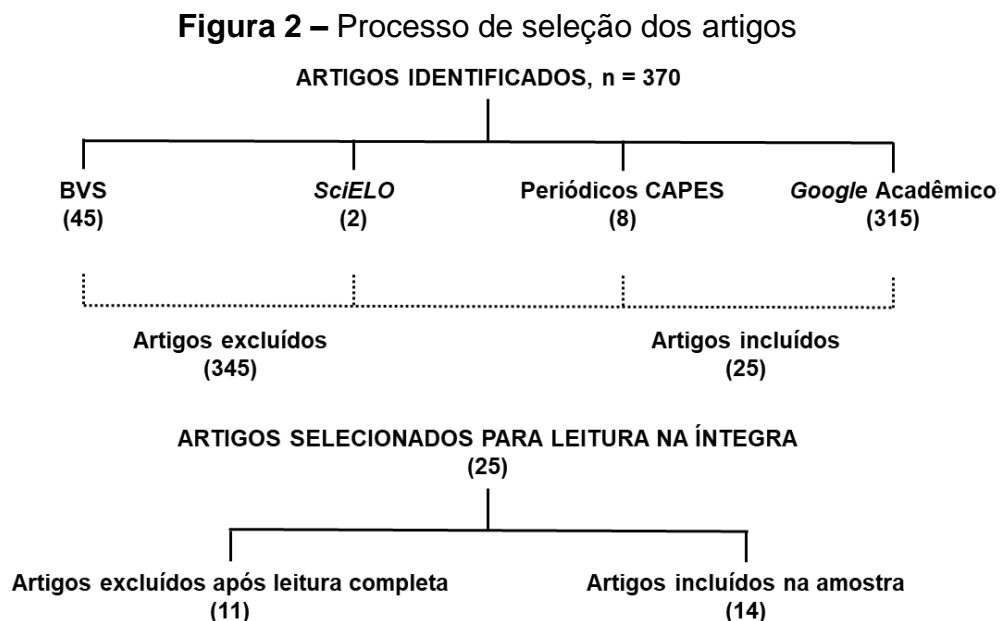 Figura 2 – Processo de seleção dos artigos
ARTIGOS IDENTIFICADOS, n = 370
BVS SciELO Periódicos CAPES Google Acadêmico
(45) (2) (8) (315)
Artigos excluídos Artigos incluídos
(345) (25)
ARTIGOS SELECIONADOS PARA LEITURA NA ÍNTEGRA
(25)
Artigos excluídos após leitura completa Artigos incluídos na amostra
(11) (14)